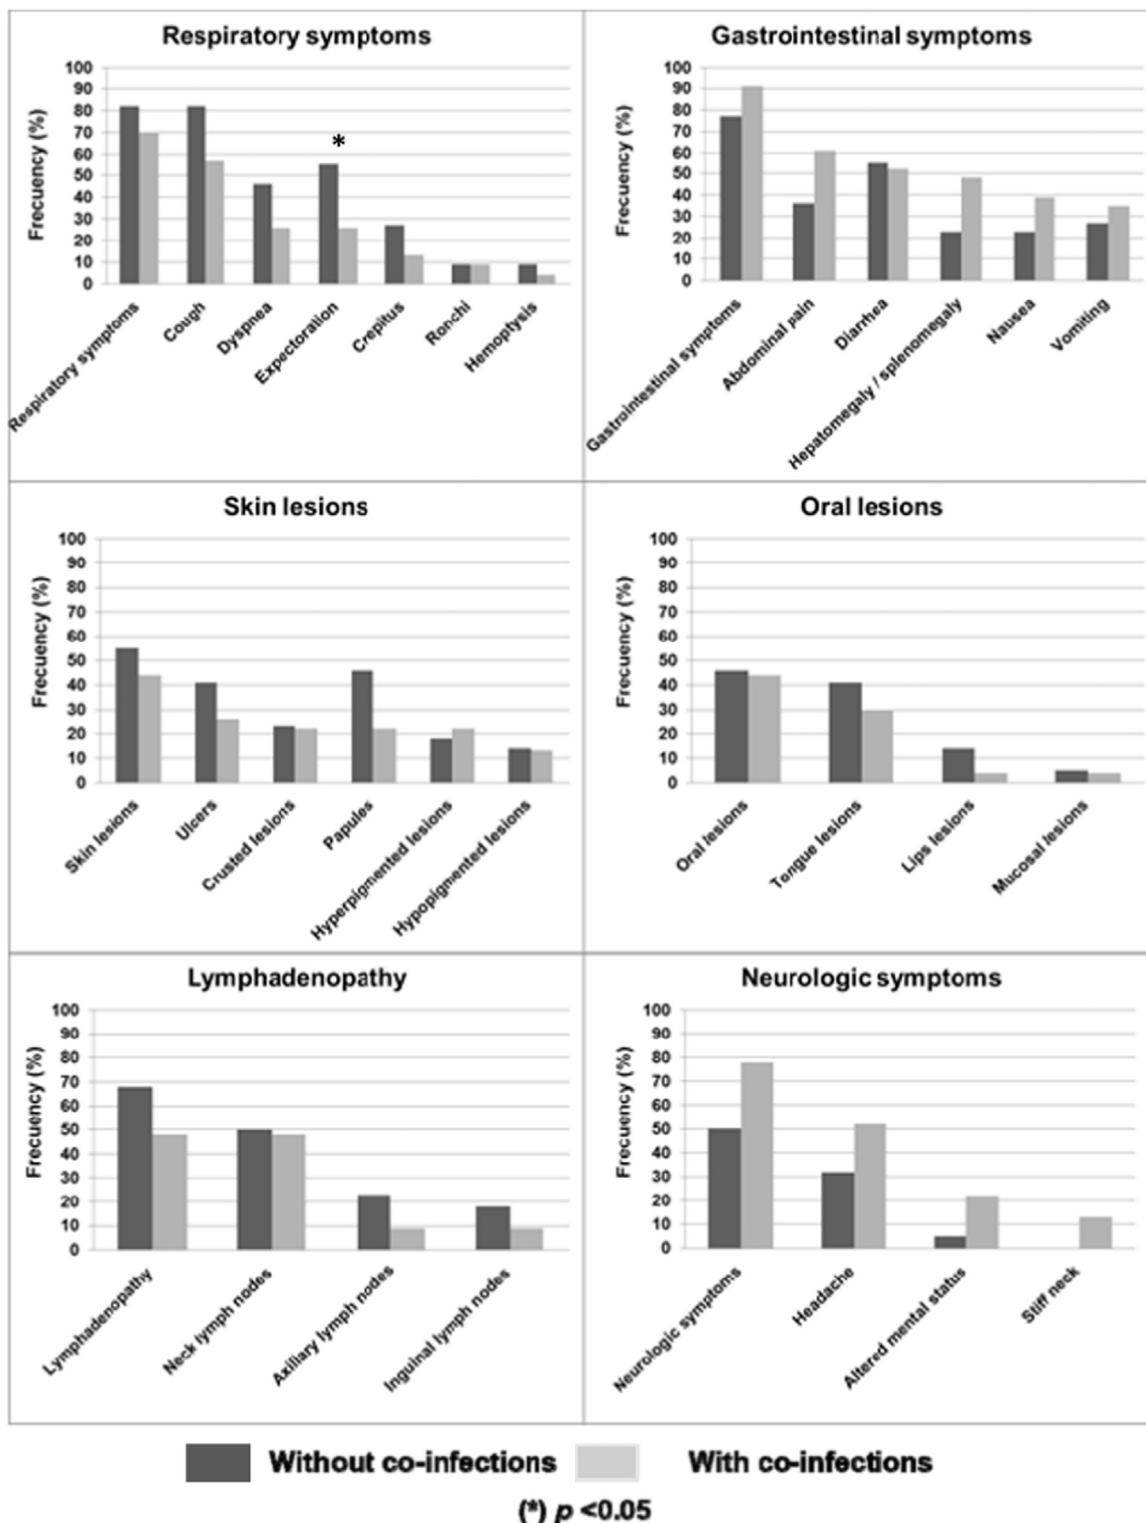 Respiratory symptoms
Frecuency (%)
100
90
80
70
60
50
40
30
20
10
0
*
Respiratory symptoms
Cough
Dyspnea
Expectoration
Crepitus
Ronchi
Hemoptysis
Gastrointestinal symptoms
Frecuency (%)
100
90
80
70
60
50
40
30
20
10
0
Gastrointestinal symptoms
Abdominal pain
Diarrhea
Hepatomegaly / splenomegaly
Nausea
Vomiting
Skin lesions
Frecuency (%)
100
90
80
70
60
50
40
30
20
10
0
Skin lesions
Ulcers
Crusted lesions
Papules
Hyperpigmented lesions
Hypopigmented lesions
Oral lesions
Frecuency (%)
100
90
80
70
60
50
40
30
20
10
0
Oral lesions
Tongue lesions
Lips lesions
Mucosal lesions
Lymphadenopathy
Frecuency (%)
100
90
80
70
60
50
40
30
20
10
0
Lymphadenopathy
Neck lymph nodes
Axillary lymph nodes
Inguinal lymph nodes
Neurologic symptoms
Frecuency (%)
100
90
80
70
60
50
40
30
20
10
0
Neurologic symptoms
Headache
Altered mental status
Stiff neck
Without co-infections
With co-infections
(*) p <0.05